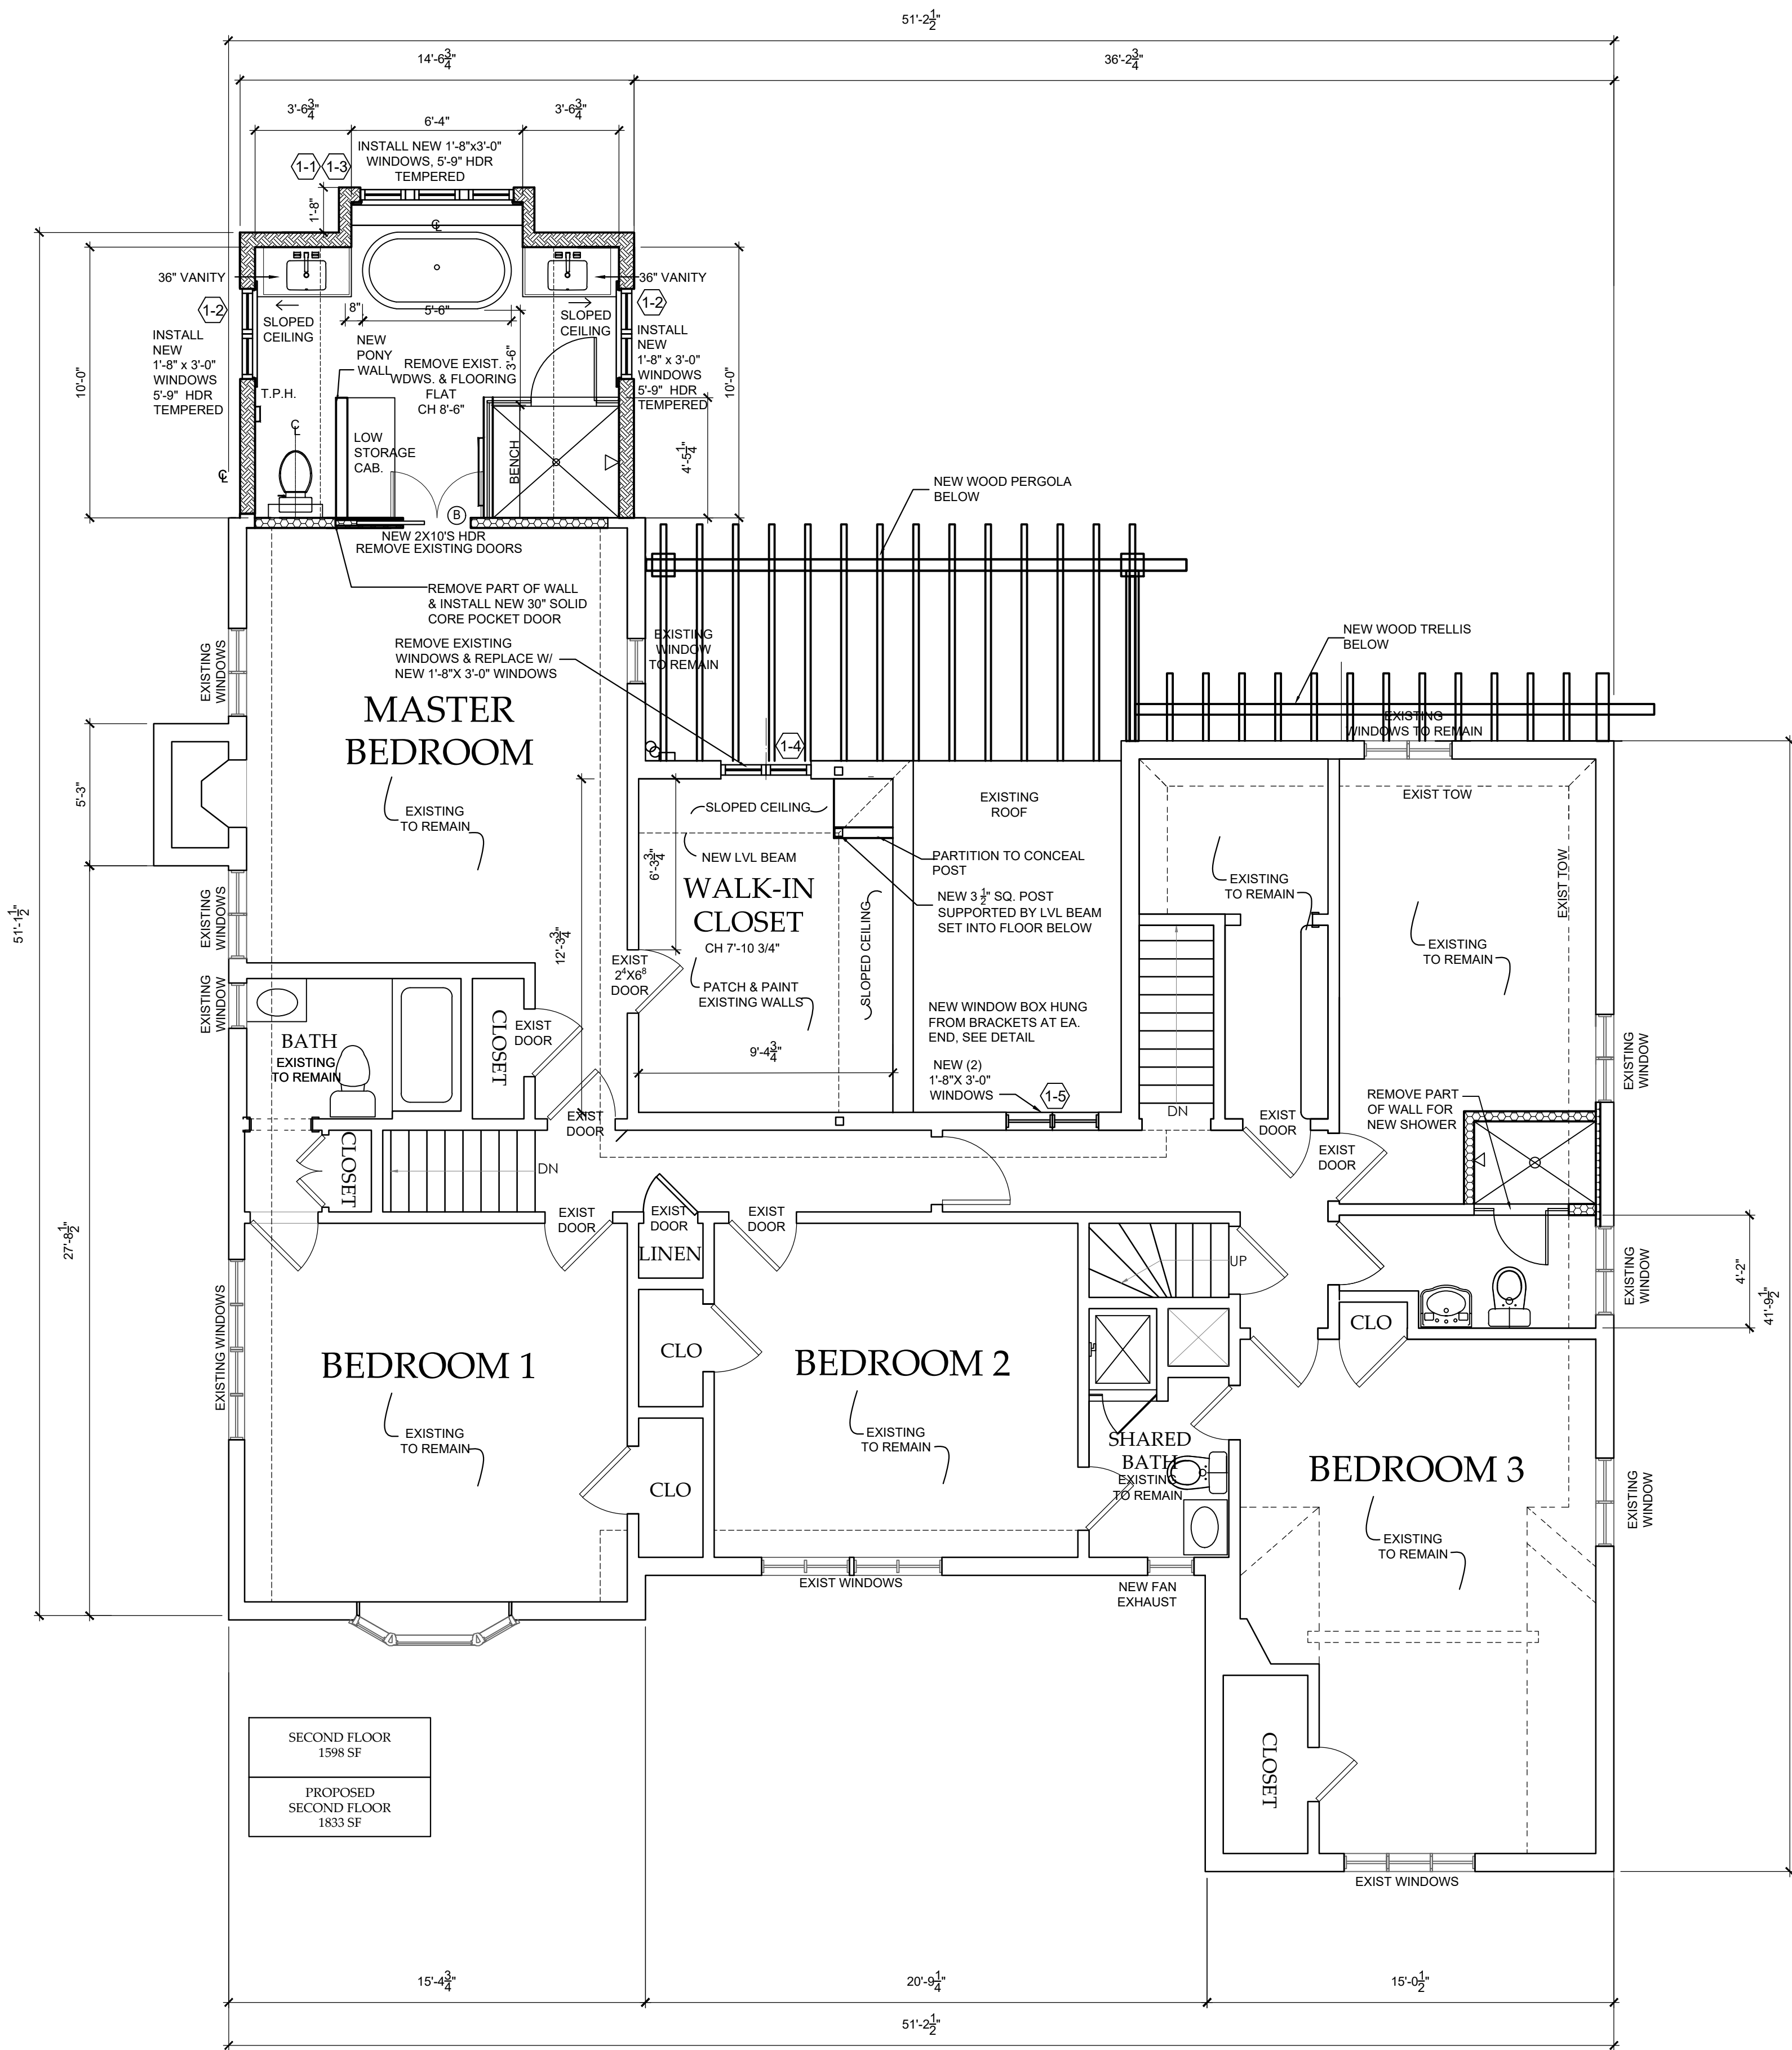 51'-2 1/2"
14'-6 3/4"
36'-2 3/4"
3'-6 3/4"
6'-4"
3'-6 3/4"
INSTALL NEW 1'-8"x3'-0"
WINDOWS, 5'-9" HDR
TEMPERED
1-1
1-3
1'-8"
℄
36" VANITY
36" VANITY
1-2
1-2
SLOPED
CEILING
8"
5'-6"
SLOPED
CEILING
INSTALL
NEW
1'-8" x 3'-0"
WINDOWS
5'-9" HDR
TEMPERED
INSTALL
NEW
1'-8" x 3'-0"
WINDOWS
5'-9" HDR
TEMPERED
NEW
PONY
WALL
REMOVE EXIST.
WDWS. & FLOORING
FLAT
CH 8'-6"
3'-6"
10'-0"
10'-0"
T.P.H.
℄
LOW
STORAGE
CAB.
BENCH
4'-5 1/4"
℄
B
NEW 2X10'S HDR
REMOVE EXISTING DOORS
NEW WOOD PERGOLA
BELOW
REMOVE PART OF WALL
& INSTALL NEW 30" SOLID
CORE POCKET DOOR
REMOVE EXISTING
WINDOWS & REPLACE W/
NEW 1'-8"X 3'-0" WINDOWS
EXISTING
WINDOW
TO REMAIN
NEW WOOD TRELLIS
BELOW
EXISTING
WINDOWS
MASTER
BEDROOM
EXISTING
TO REMAIN
1-4
EXISTING
WINDOWS TO REMAIN
5'-3"
51'-1 1/2"
SLOPED CEILING
EXISTING
ROOF
EXIST TOW
EXIST TOW
NEW LVL BEAM
6'-3 3/4"
12'-3 3/4"
PARTITION TO CONCEAL
POST
WALK-IN
CLOSET
CH 7'-10 3/4"
NEW 3 1/2" SQ. POST
SUPPORTED BY LVL BEAM
SET INTO FLOOR BELOW
EXISTING
TO REMAIN
EXISTING
TO REMAIN
EXISTING
WINDOWS
SLOPED CEILING
EXIST
2⁴X6⁸
DOOR
PATCH & PAINT
EXISTING WALLS
EXISTING
WINDOW
NEW WINDOW BOX HUNG
FROM BRACKETS AT EA.
END, SEE DETAIL
BATH
EXISTING
TO REMAIN
CLOSET
EXIST
DOOR
9'-4 3/4"
NEW (2)
1'-8"X 3'-0"
WINDOWS
1-5
EXISTING
WINDOW
REMOVE PART
OF WALL FOR
NEW SHOWER
DN
EXIST
DOOR
EXIST
DOOR
EXIST
DOOR
CLOSET
DN
EXIST
DOOR
EXIST
DOOR
EXIST
DOOR
LINEN
UP
27'-8 1/2"
EXISTING
WINDOW
4'-2"
41'-9 1/2"
EXISTING WINDOWS
CLO
CLO
BEDROOM 1
BEDROOM 2
EXISTING
TO REMAIN
EXISTING
TO REMAIN
SHARED
BATH
EXISTING
TO REMAIN
CLO
BEDROOM 3
EXISTING
TO REMAIN
EXISTING
WINDOW
EXIST WINDOWS
NEW FAN
EXHAUST
SECOND FLOOR
1598 SF
PROPOSED
SECOND FLOOR
1833 SF
CLOSET
EXIST WINDOWS
15'-4 3/4"
20'-9 1/4"
15'-0 1/2"
51'-2 1/2"